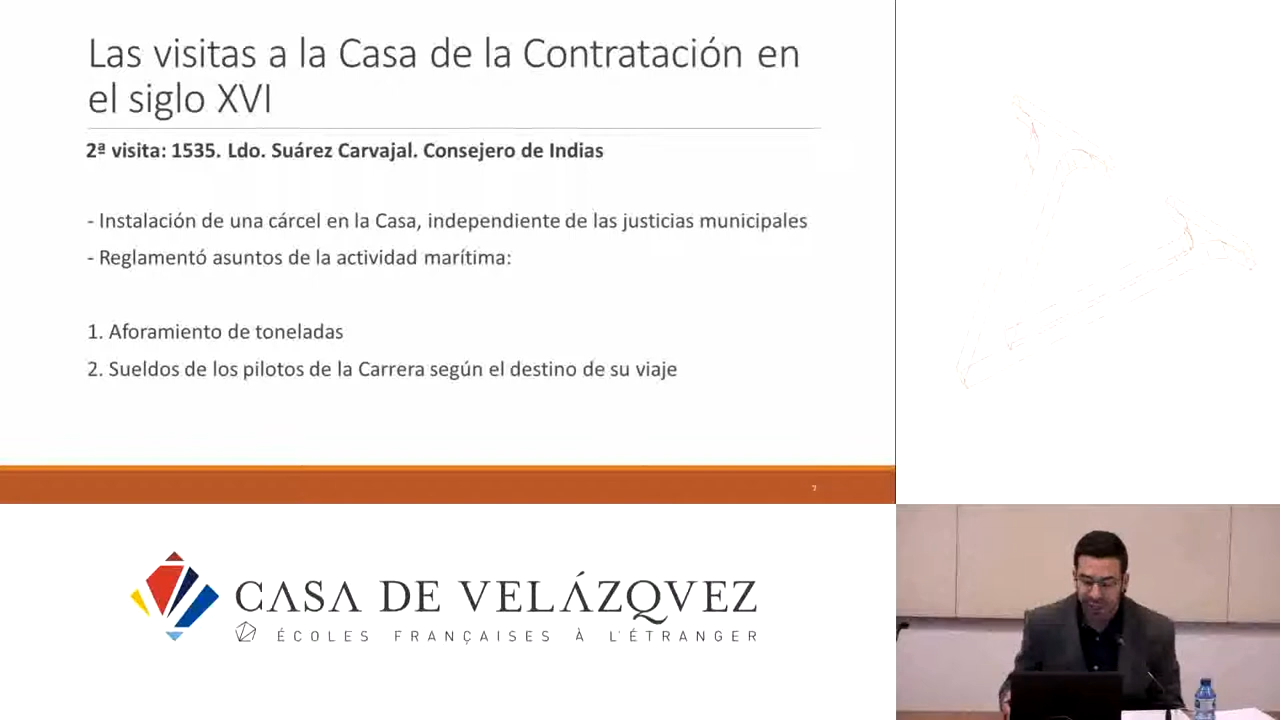 Las visitas a la Casa de la Contratación en
el siglo XVI
2ª visita: 1535. Ldo. Suárez Carvajal. Consejero de Indias
- Instalación de una cárcel en la Casa, independiente de las justicias municipales
- Reglamentó asuntos de la actividad marítima:
1. Aforamiento de toneladas
2. Sueldos de los pilotos de la Carrera según el destino de su viaje
7
CASA DE VELÁZQVEZ
ÉCOLES FRANÇAISES À L'ÉTRANGER